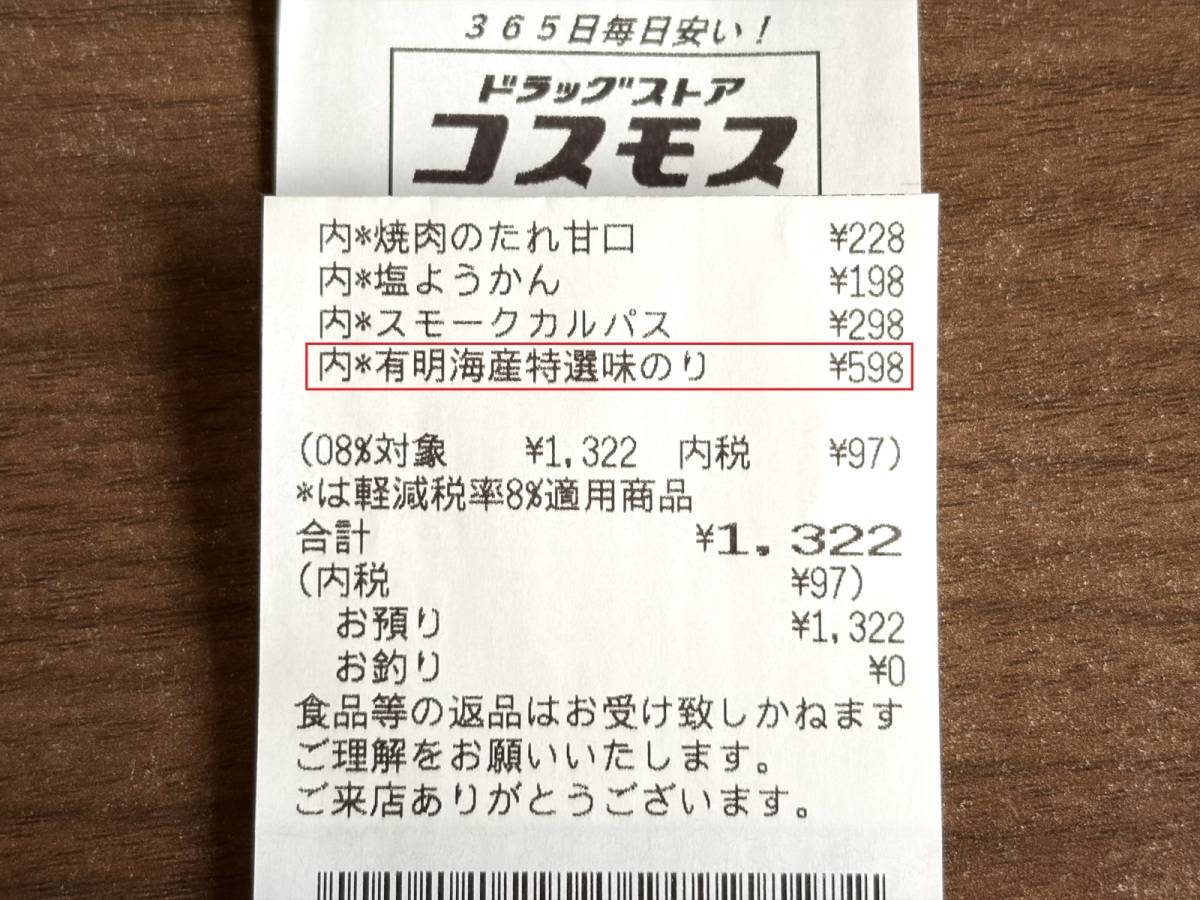 365日毎日安い!
ドラッグストア
コスモス
内*焼肉のたれ甘口 ¥228
内*塩ようかん ¥198
内*スモークカルパス ¥298
内*有明海産特選味のり ¥598
(08%対象 ¥1,322 内税 ¥97)
*は軽減税率8%適用商品
合計 ¥1,322
(内税 ¥97)
お預り ¥1,322
お釣り ¥0
食品等の返品はお受け致しかねます
ご理解をお願いいたします。
ご来店ありがとうございます。